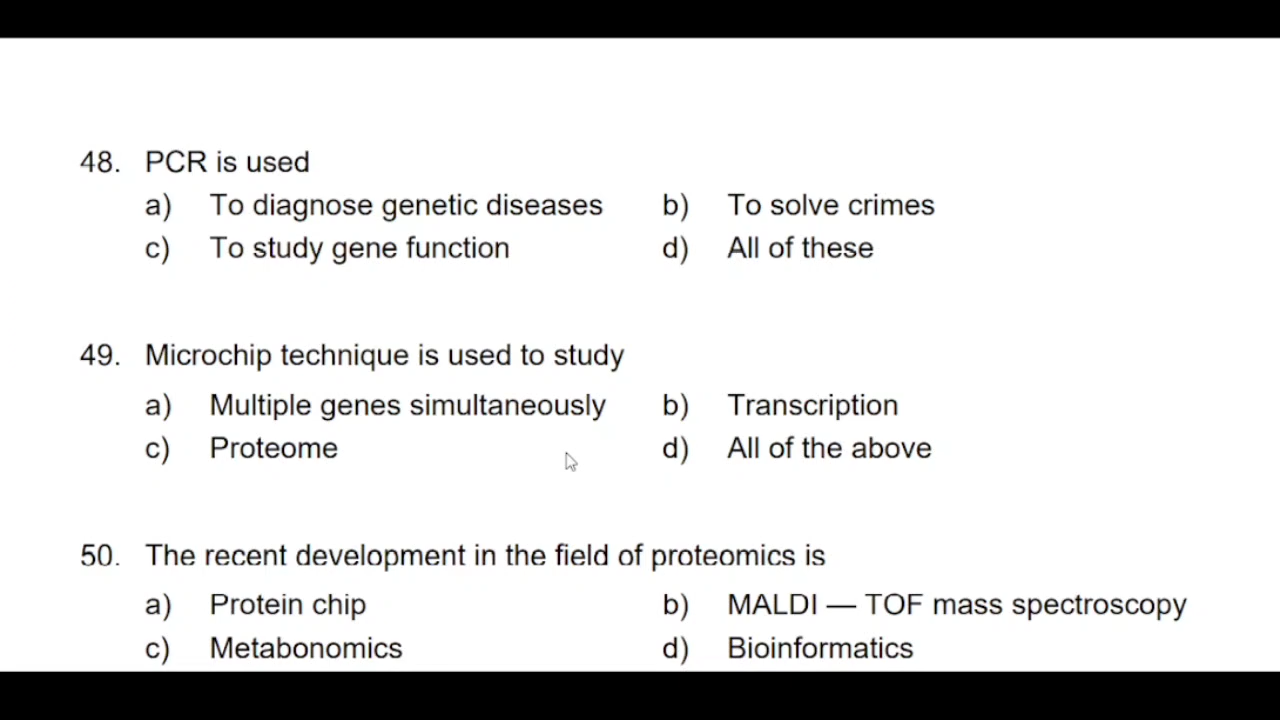 48. PCR is used
a) To diagnose genetic diseases b) To solve crimes
c) To study gene function d) All of these
49. Microchip technique is used to study
a) Multiple genes simultaneously b) Transcription
c) Proteome d) All of the above
50. The recent development in the field of proteomics is
a) Protein chip b) MALDI — TOF mass spectroscopy
c) Metabonomics d) Bioinformatics